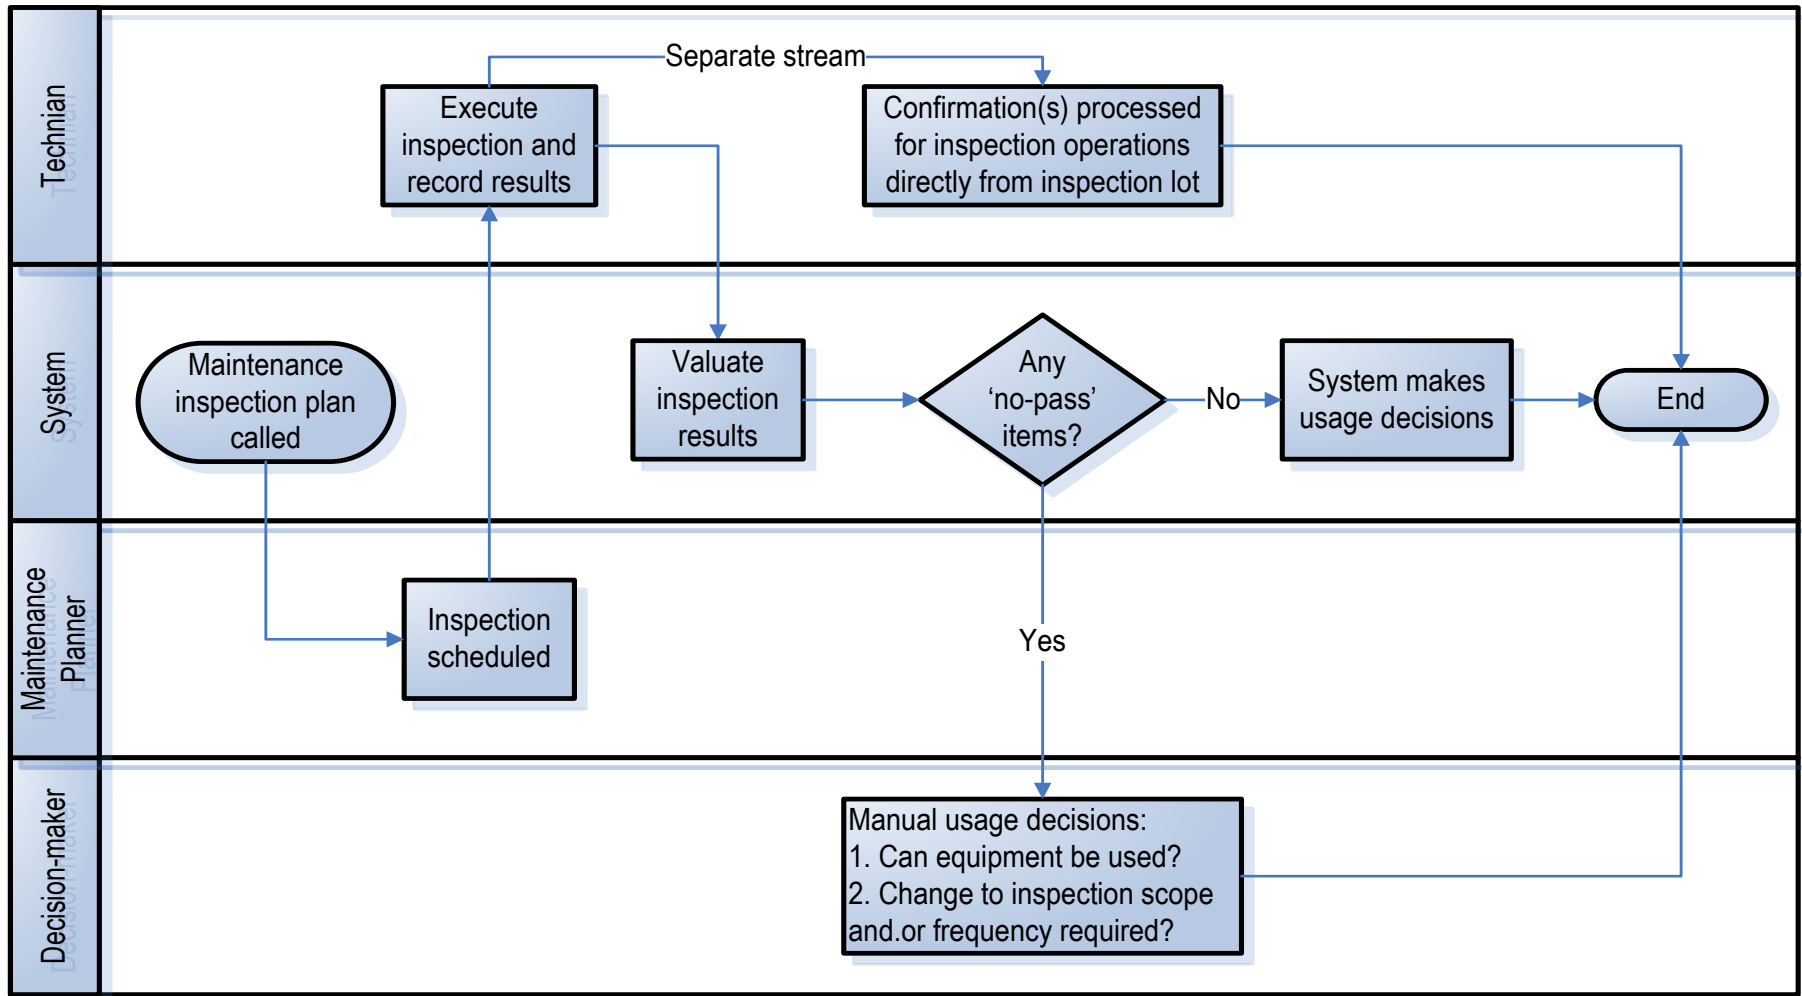 Technian
Separate stream
Execute
inspection and
record results
Confirmation(s) processed
for inspection operations
directly from inspection lot
System
Maintenance
inspection plan
called
Valuate
inspection
results
Any
‘no-pass’
items?
No
System makes
usage decisions
End
Maintenance
Planner
Inspection
scheduled
Yes
Decision-maker
Manual usage decisions:
1. Can equipment be used?
2. Change to inspection scope
and.or frequency required?